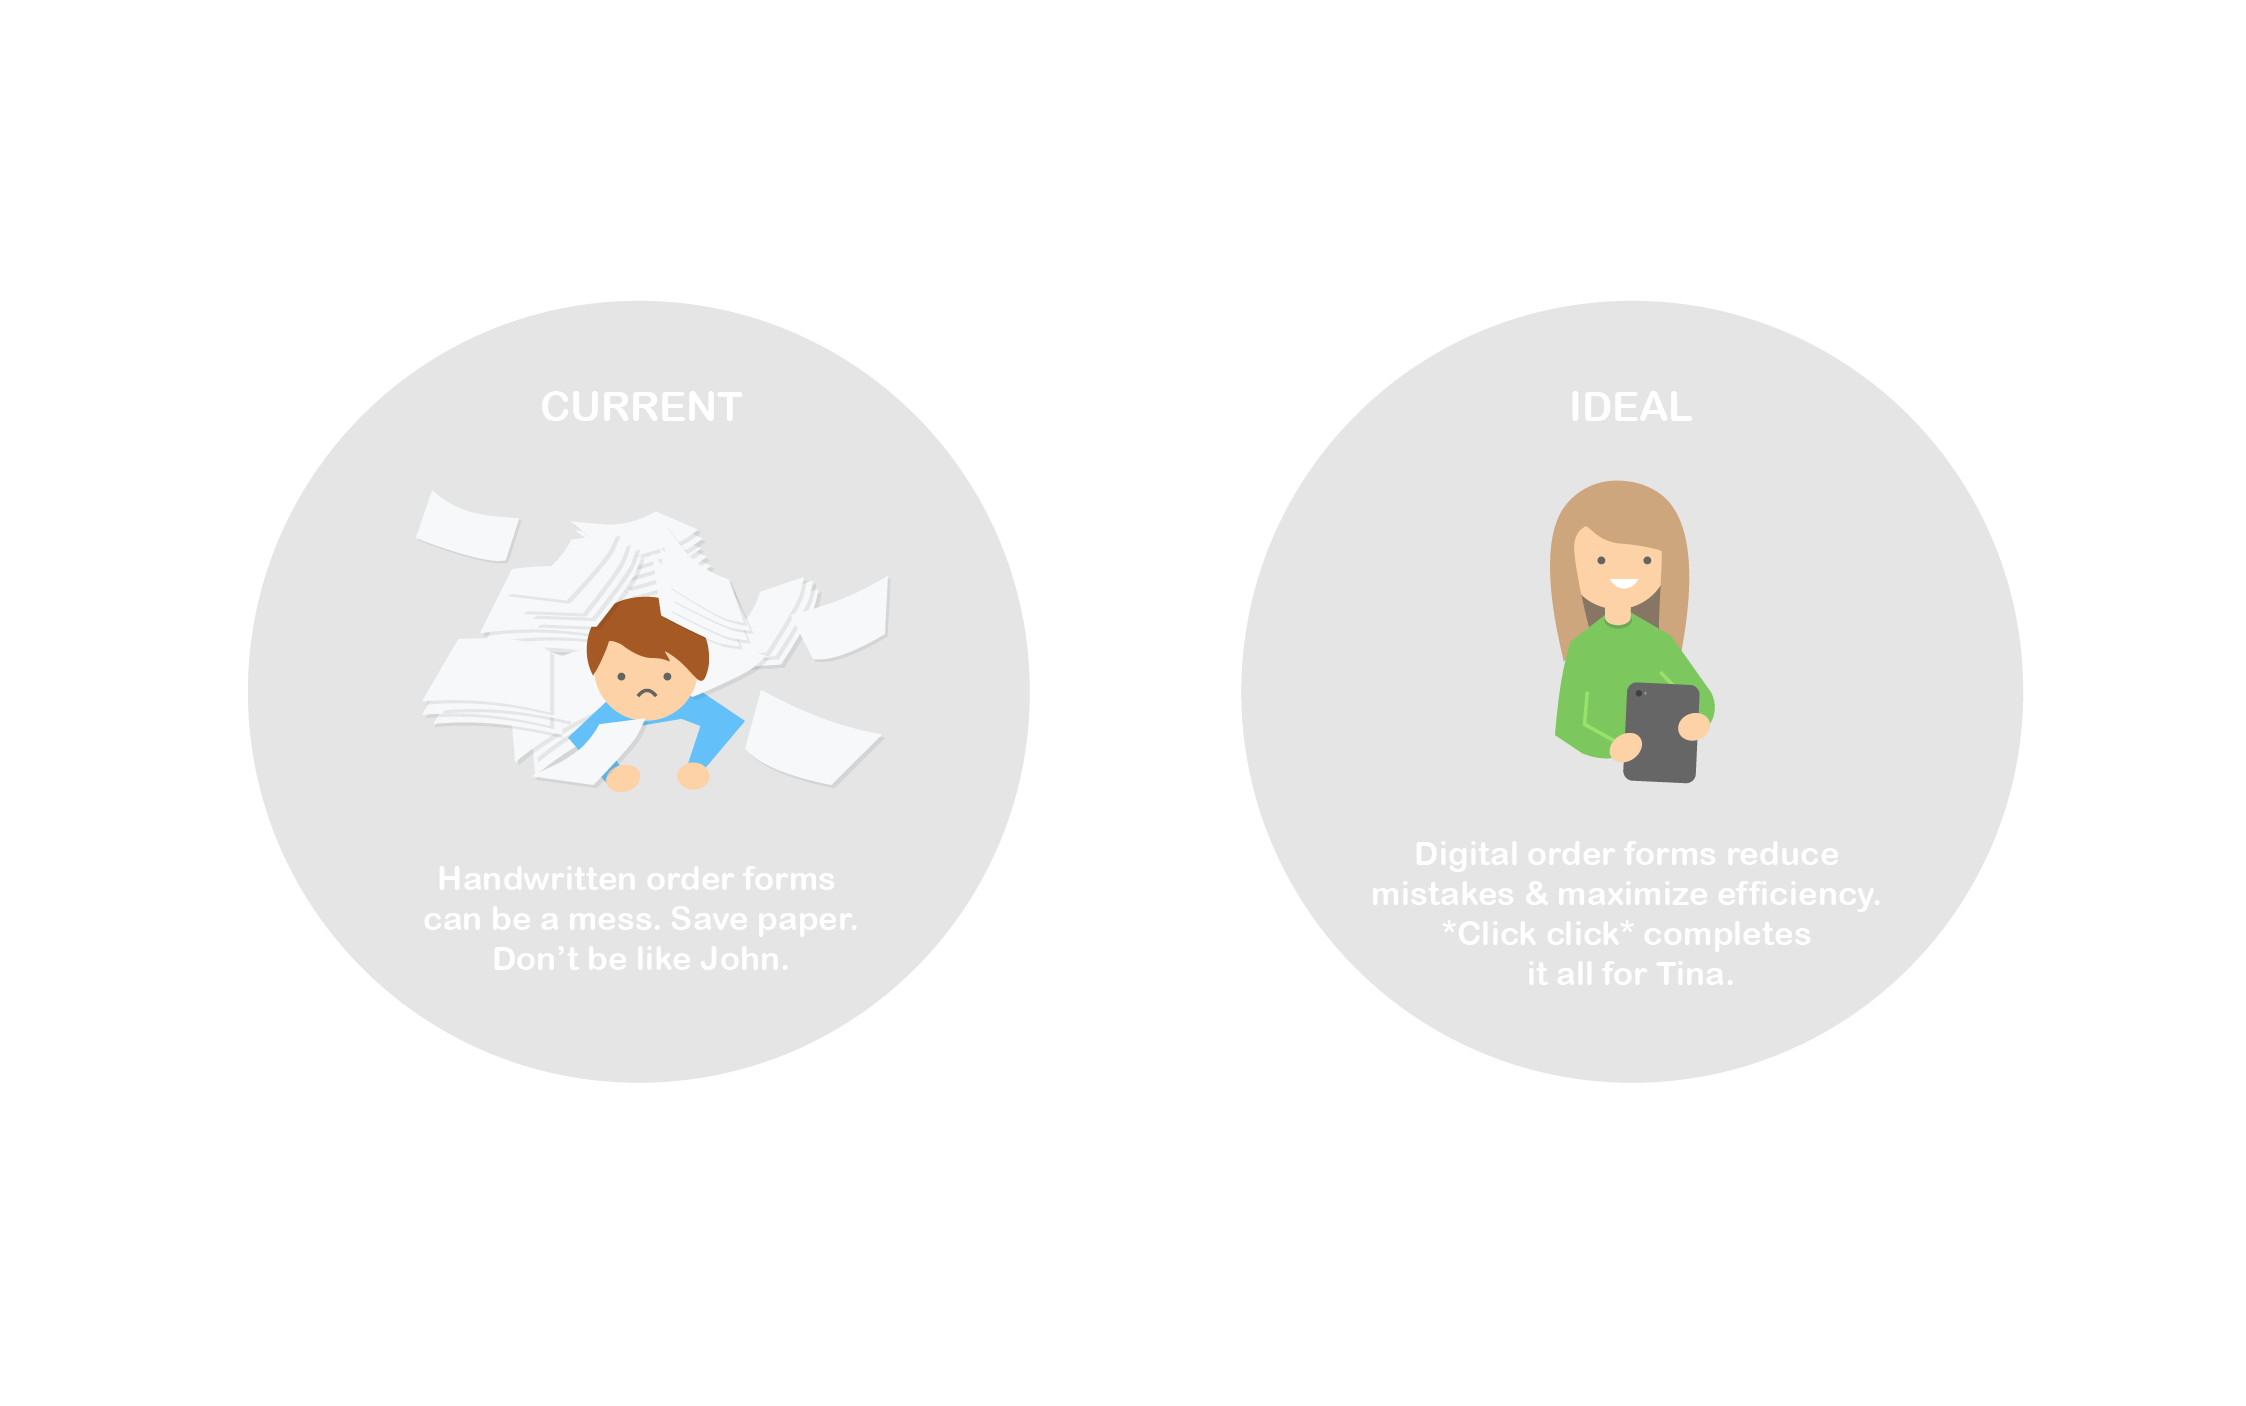 CURRENT
Handwritten order forms
can be a mess. Save paper.
Don’t be like John.
IDEAL
Digital order forms reduce
mistakes & maximize efficiency.
*Click click* completes
it all for Tina.